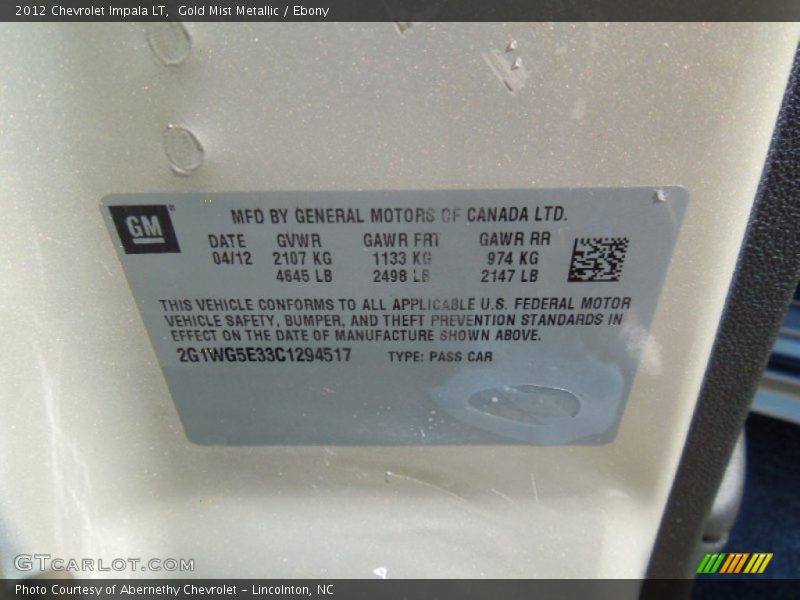 2012 Chevrolet Impala LT, Gold Mist Metallic / Ebony
GM
MFD BY GENERAL MOTORS OF CANADA LTD.
DATE GVWR GAWR FRT GAWR RR
04/12 2107 KG 1133 KG 974 KG
4645 LB 2498 LB 2147 LB
THIS VEHICLE CONFORMS TO ALL APPLICABLE U.S. FEDERAL MOTOR
VEHICLE SAFETY, BUMPER, AND THEFT PREVENTION STANDARDS IN
EFFECT ON THE DATE OF MANUFACTURE SHOWN ABOVE.
2G1WG5E33C1294517 TYPE: PASS CAR
GTCARLOT.COM
Photo Courtesy of Abernethy Chevrolet - Lincolnton, NC